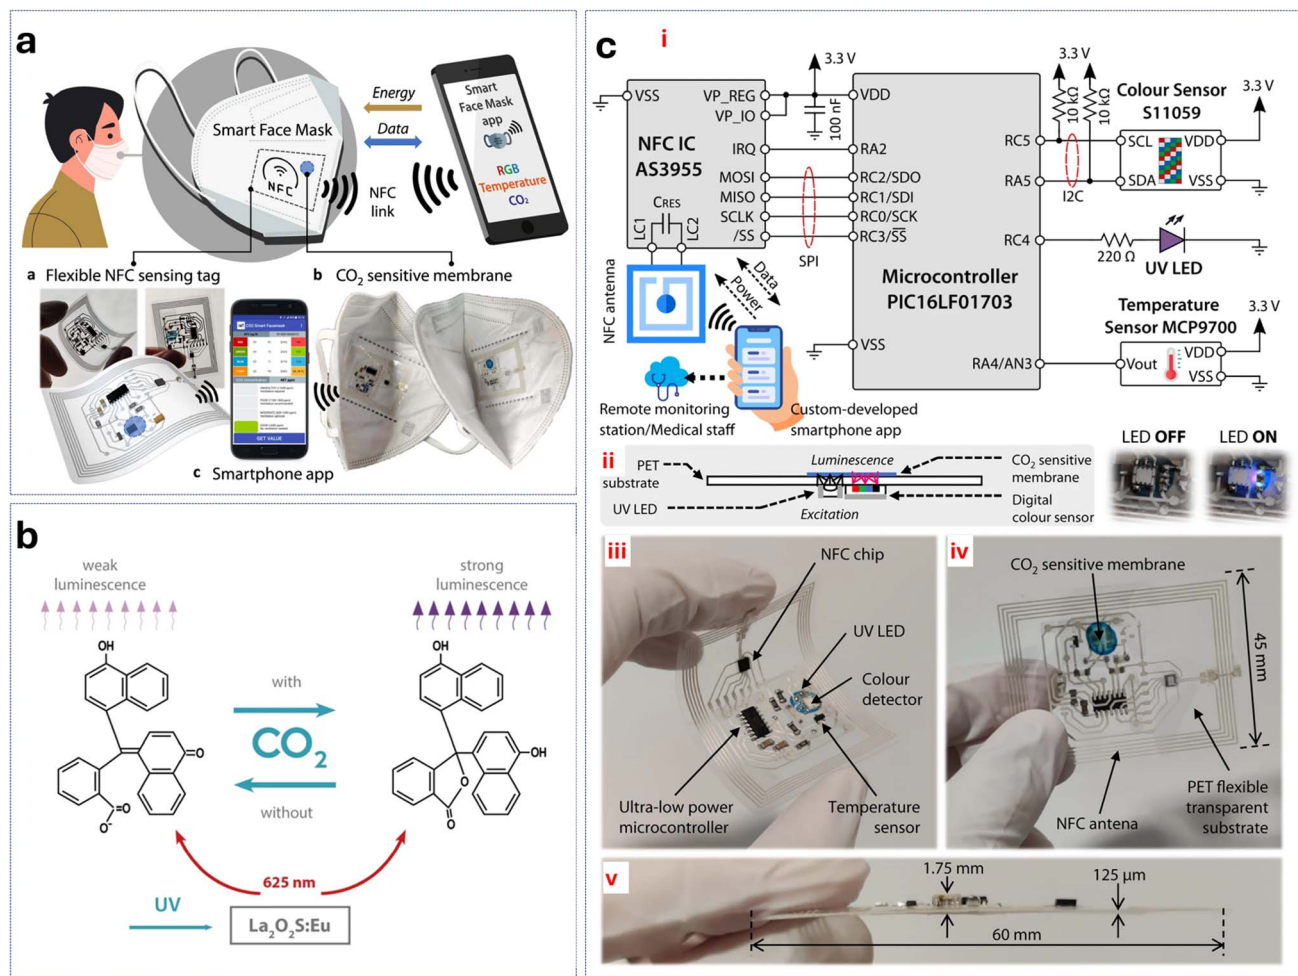 a
Smart Face Mask
NFC
Energy
Data
NFC
link
Smart
Face Mask
app
RGB
Temperature
CO₂
a Flexible NFC sensing tag
b CO₂ sensitive membrane
CO2 Smart Facemask
GET VALUE
c Smartphone app
b
weak
luminescence
strong
luminescence
OH
O
O
O⁻
with
CO₂
without
OH
OH
O
O
625 nm
UV
La₂O₂S:Eu
c
i
NFC IC
AS3955
VSS
VP_REG
VP_IO
IRQ
MOSI
MISO
SCLK
/SS
C_RES
LC1
LC2
NFC antenna
3.3 V
100 nF
SPI
Microcontroller
PIC16LF01703
VDD
RA2
RC2/SDO
RC1/SDI
RC0/SCK
RC3/S̅S̅
VSS
RC5
RA5
RC4
RA4/AN3
3.3 V
10 kΩ
10 kΩ
I2C
Colour Sensor
S11059
3.3 V
SCL VDD
SDA VSS
220 Ω
UV LED
Temperature
Sensor MCP9700
3.3 V
Vout
VDD
VSS
Data
Power
Remote monitoring
station/Medical staff
Custom-developed
smartphone app
ii
PET
substrate
UV LED
Luminescence
Excitation
CO₂ sensitive
membrane
Digital
colour sensor
LED OFF
LED ON
iii
NFC chip
UV LED
Colour
detector
Ultra-low power
microcontroller
Temperature
sensor
iv
CO₂ sensitive membrane
45 mm
NFC antena
PET flexible
transparent
substrate
v
1.75 mm
125 µm
60 mm